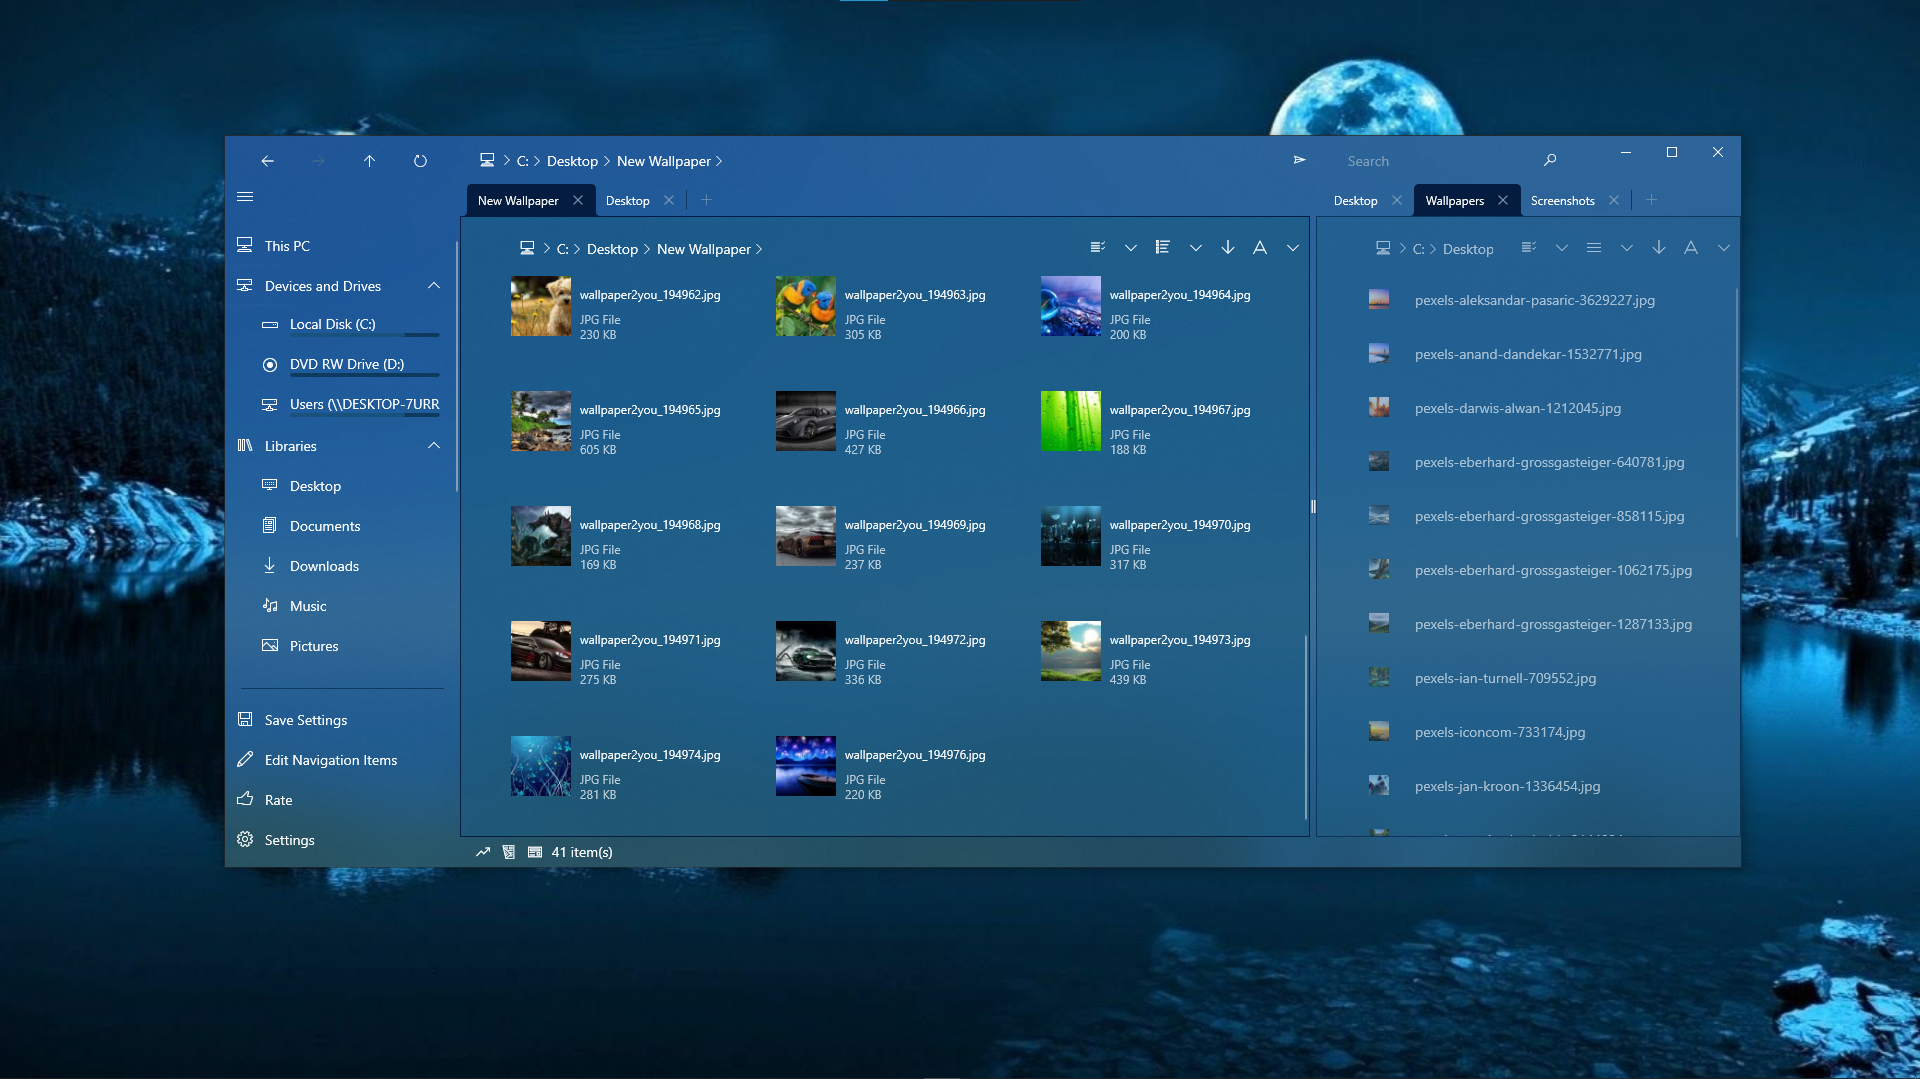 C: Desktop New Wallpaper
Search
New Wallpaper
Desktop
Desktop
Wallpapers
Screenshots
This PC
Devices and Drives
Local Disk (C:)
DVD RW Drive (D:)
Users (\\DESKTOP-7URR
Libraries
Desktop
Documents
Downloads
Music
Pictures
Save Settings
Edit Navigation Items
Rate
Settings
C: Desktop New Wallpaper
wallpaper2you_194962.jpg
JPG File
230 KB
wallpaper2you_194963.jpg
JPG File
305 KB
wallpaper2you_194964.jpg
JPG File
200 KB
wallpaper2you_194965.jpg
JPG File
605 KB
wallpaper2you_194966.jpg
JPG File
427 KB
wallpaper2you_194967.jpg
JPG File
188 KB
wallpaper2you_194968.jpg
JPG File
169 KB
wallpaper2you_194969.jpg
JPG File
237 KB
wallpaper2you_194970.jpg
JPG File
317 KB
wallpaper2you_194971.jpg
JPG File
275 KB
wallpaper2you_194972.jpg
JPG File
336 KB
wallpaper2you_194973.jpg
JPG File
439 KB
wallpaper2you_194974.jpg
JPG File
281 KB
wallpaper2you_194976.jpg
JPG File
220 KB
C: Desktop
pexels-aleksandar-pasaric-3629227.jpg
pexels-anand-dandekar-1532771.jpg
pexels-darwis-alwan-1212045.jpg
pexels-eberhard-grossgasteiger-640781.jpg
pexels-eberhard-grossgasteiger-858115.jpg
pexels-eberhard-grossgasteiger-1062175.jpg
pexels-eberhard-grossgasteiger-1287133.jpg
pexels-ian-turnell-709552.jpg
pexels-iconcom-733174.jpg
pexels-jan-kroon-1336454.jpg
41 item(s)